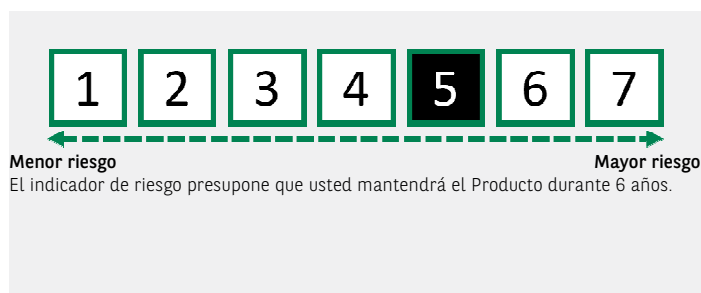 1 2 3 4 5 6 7
Menor riesgo Mayor riesgo
El indicador de riesgo presupone que usted mantendrá el Producto durante 6 años.